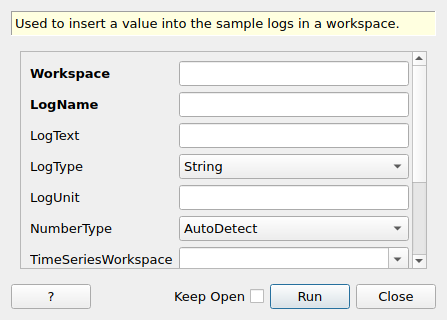 Used to insert a value into the sample logs in a workspace.
Workspace
LogName
LogText
LogType String
LogUnit
NumberType AutoDetect
TimeSeriesWorkspace
? Keep Open Run Close